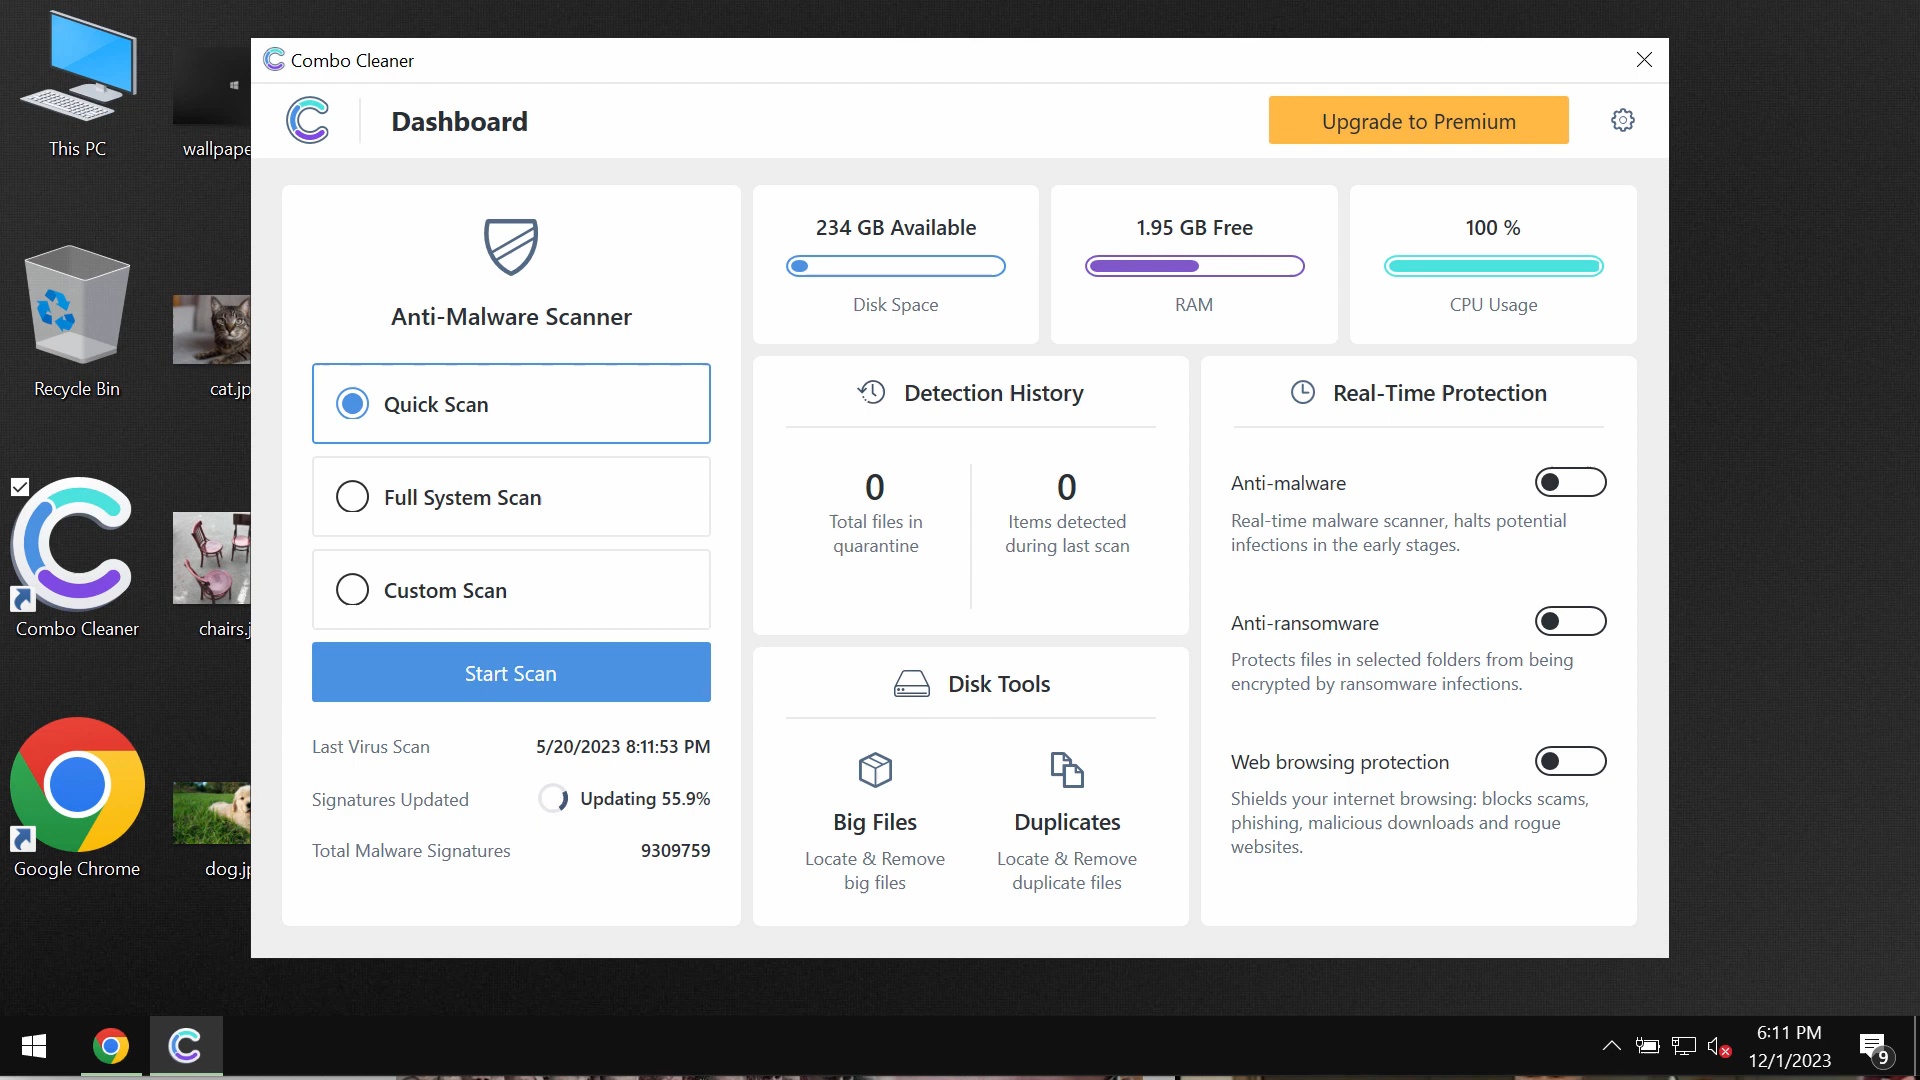 This PC
wallpape
Recycle Bin
cat.jp
Combo Cleaner
chairs.j
Google Chrome
dog.jp
Combo Cleaner
Dashboard
Upgrade to Premium
Anti-Malware Scanner
Quick Scan
Full System Scan
Custom Scan
Start Scan
Last Virus Scan 5/20/2023 8:11:53 PM
Signatures Updated Updating 55.9%
Total Malware Signatures 9309759
234 GB Available
Disk Space
1.95 GB Free
RAM
100 %
CPU Usage
Detection History
0
Total files in
quarantine
0
Items detected
during last scan
Disk Tools
Big Files
Locate & Remove
big files
Duplicates
Locate & Remove
duplicate files
Real-Time Protection
Anti-malware
Real-time malware scanner, halts potential
infections in the early stages.
Anti-ransomware
Protects files in selected folders from being
encrypted by ransomware infections.
Web browsing protection
Shields your internet browsing: blocks scams,
phishing, malicious downloads and rogue
websites.
6:11 PM
12/1/2023
9